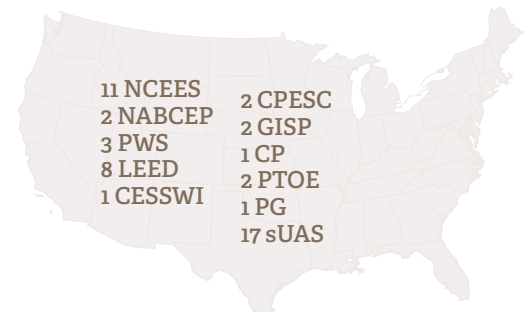 11 NCEES
2 NABCEP
3 PWS
8 LEED
1 CESSWI
2 CPESC
2 GISP
1 CP
2 PTOE
1 PG
17 sUAS